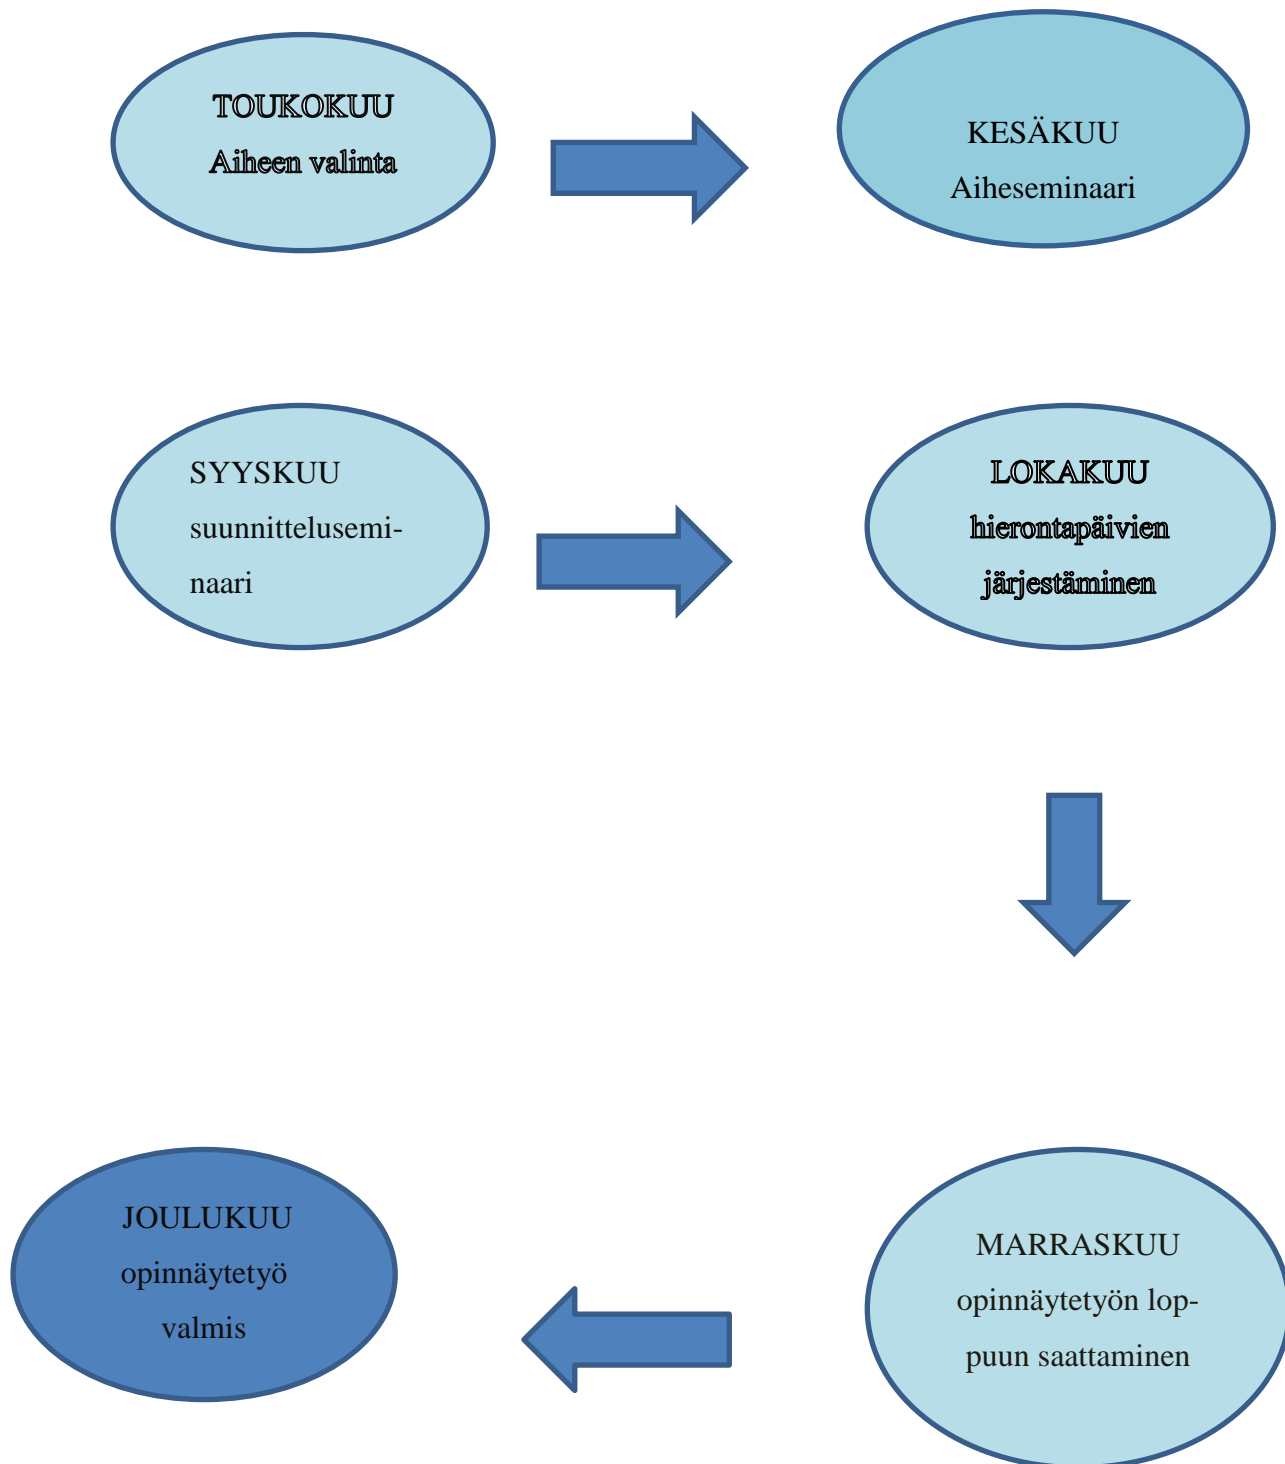 TOUKOKUU
Aiheen valinta
KESÄKUU
Aiheseminaari
SYYSKUU
suunnittelusemi-
naari
LOKAKUU
hierontapäivien
järjestäminen
MARRASKUU
opinnäytetyön lop-
puun saattaminen
JOULUKUU
opinnäytetyö
valmis